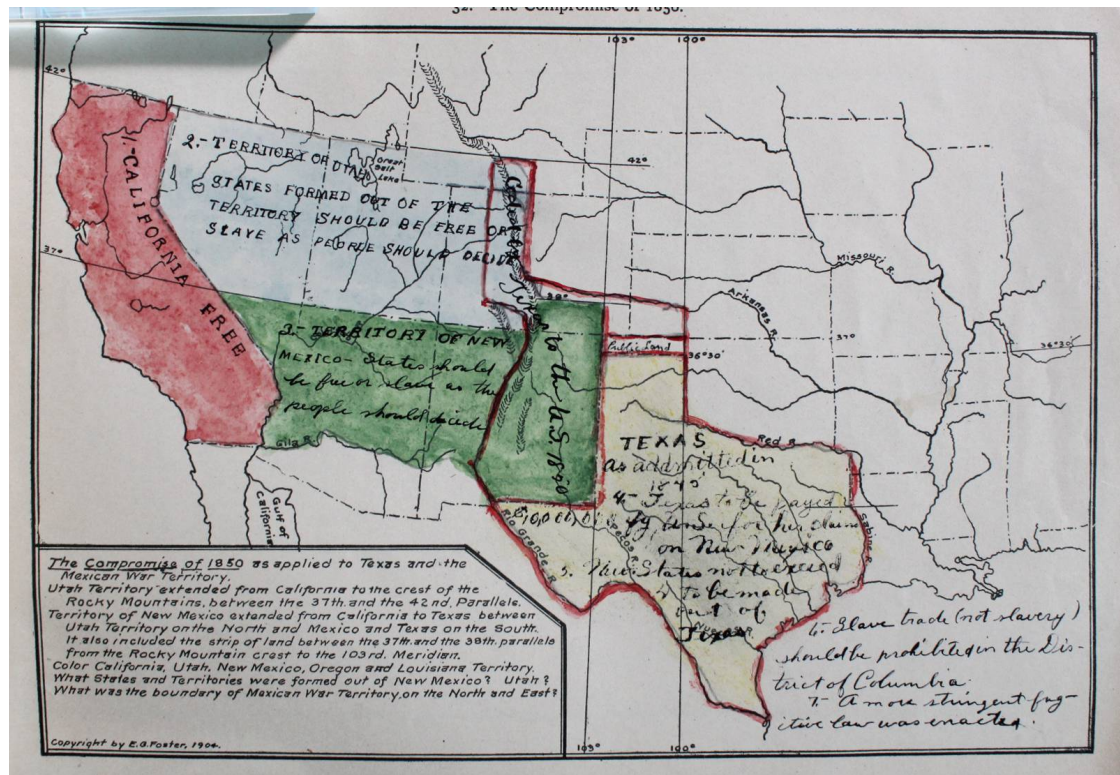 32. The Compromise of 1850.
103° 100°
42°
1.- CALIFORNIA FREE
2.- TERRITORY OF UTAH
Great
Salt
Lake
STATES FORMED OUT OF THE
TERRITORY SHOULD BE FREE OR
SLAVE AS PEOPLE SHOULD DECIDE
42°
37°
Missouri R.
Arkansas R.
38°
37°
36°30'
Public Land
36°30'
3.- TERRITORY OF NEW
MEXICO- States should
be free or slave as the
people should decide
to the U.S. 1850
Gila R.
Red R.
TEXAS
as addmitted in
1845
4- Texas to be payed
$10,000,000 by
for her claims
on New Mexico
5. New States not to exceed
4 to be made
out of
Texas
Rio Grande R.
Pecos R.
Sabine R.
Gulf of
California
6. Slave trade (not slavery)
should be prohibited in the Dis-
trict of Columbia
7. A more stringent fug-
itive law was enacted.
The Compromise of 1850 as applied to Texas and the
Mexican War Territory.
Utah Territory extended from California to the crest of the
Rocky Mountains, between the 37th and the 42nd, Parallels.
Territory of New Mexico extended from California to Texas between
Utah Territory on the North and Mexico and Texas on the South.
It also included the strip of land between the 37th and the 38th parallels
from the Rocky Mountain crest to the 103rd. Meridian.
Color California, Utah, New Mexico, Oregon and Louisiana Territory.
What States and Territories were formed out of New Mexico? Utah?
What was the boundary of Mexican War Territory, on the North and East?
Copyright by E.G. Foster, 1904.
103° 100°